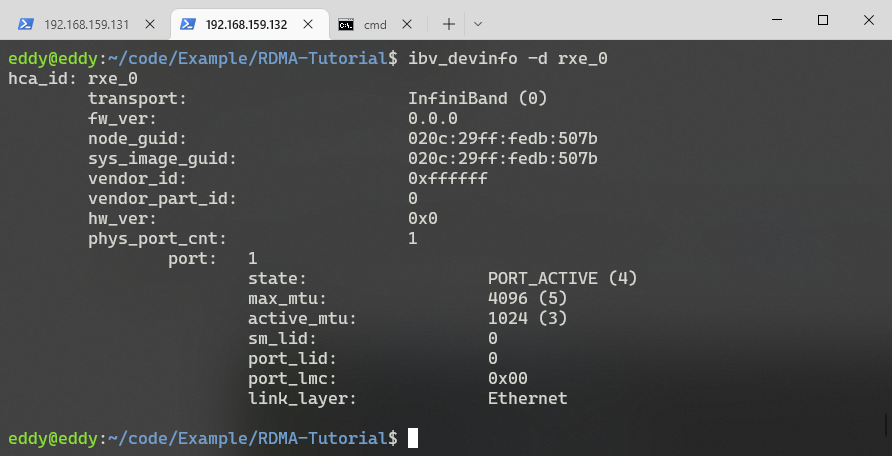 192.168.159.131 192.168.159.132 cmd
eddy@eddy:~/code/Example/RDMA-Tutorial$ ibv_devinfo -d rxe_0
hca_id: rxe_0
transport: InfiniBand (0)
fw_ver: 0.0.0
node_guid: 020c:29ff:fedb:507b
sys_image_guid: 020c:29ff:fedb:507b
vendor_id: 0xffffff
vendor_part_id: 0
hw_ver: 0x0
phys_port_cnt: 1
port: 1
state: PORT_ACTIVE (4)
max_mtu: 4096 (5)
active_mtu: 1024 (3)
sm_lid: 0
port_lid: 0
port_lmc: 0x00
link_layer: Ethernet
eddy@eddy:~/code/Example/RDMA-Tutorial$